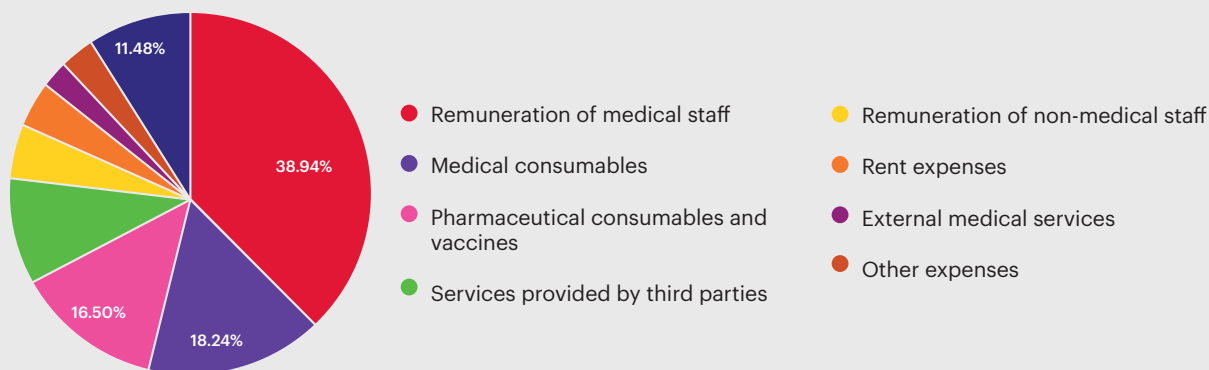 11.48%
38.94%
16.50%
18.24%
Remuneration of medical staff
Medical consumables
Pharmaceutical consumables and
vaccines
Services provided by third parties
Remuneration of non-medical staff
Rent expenses
External medical services
Other expenses